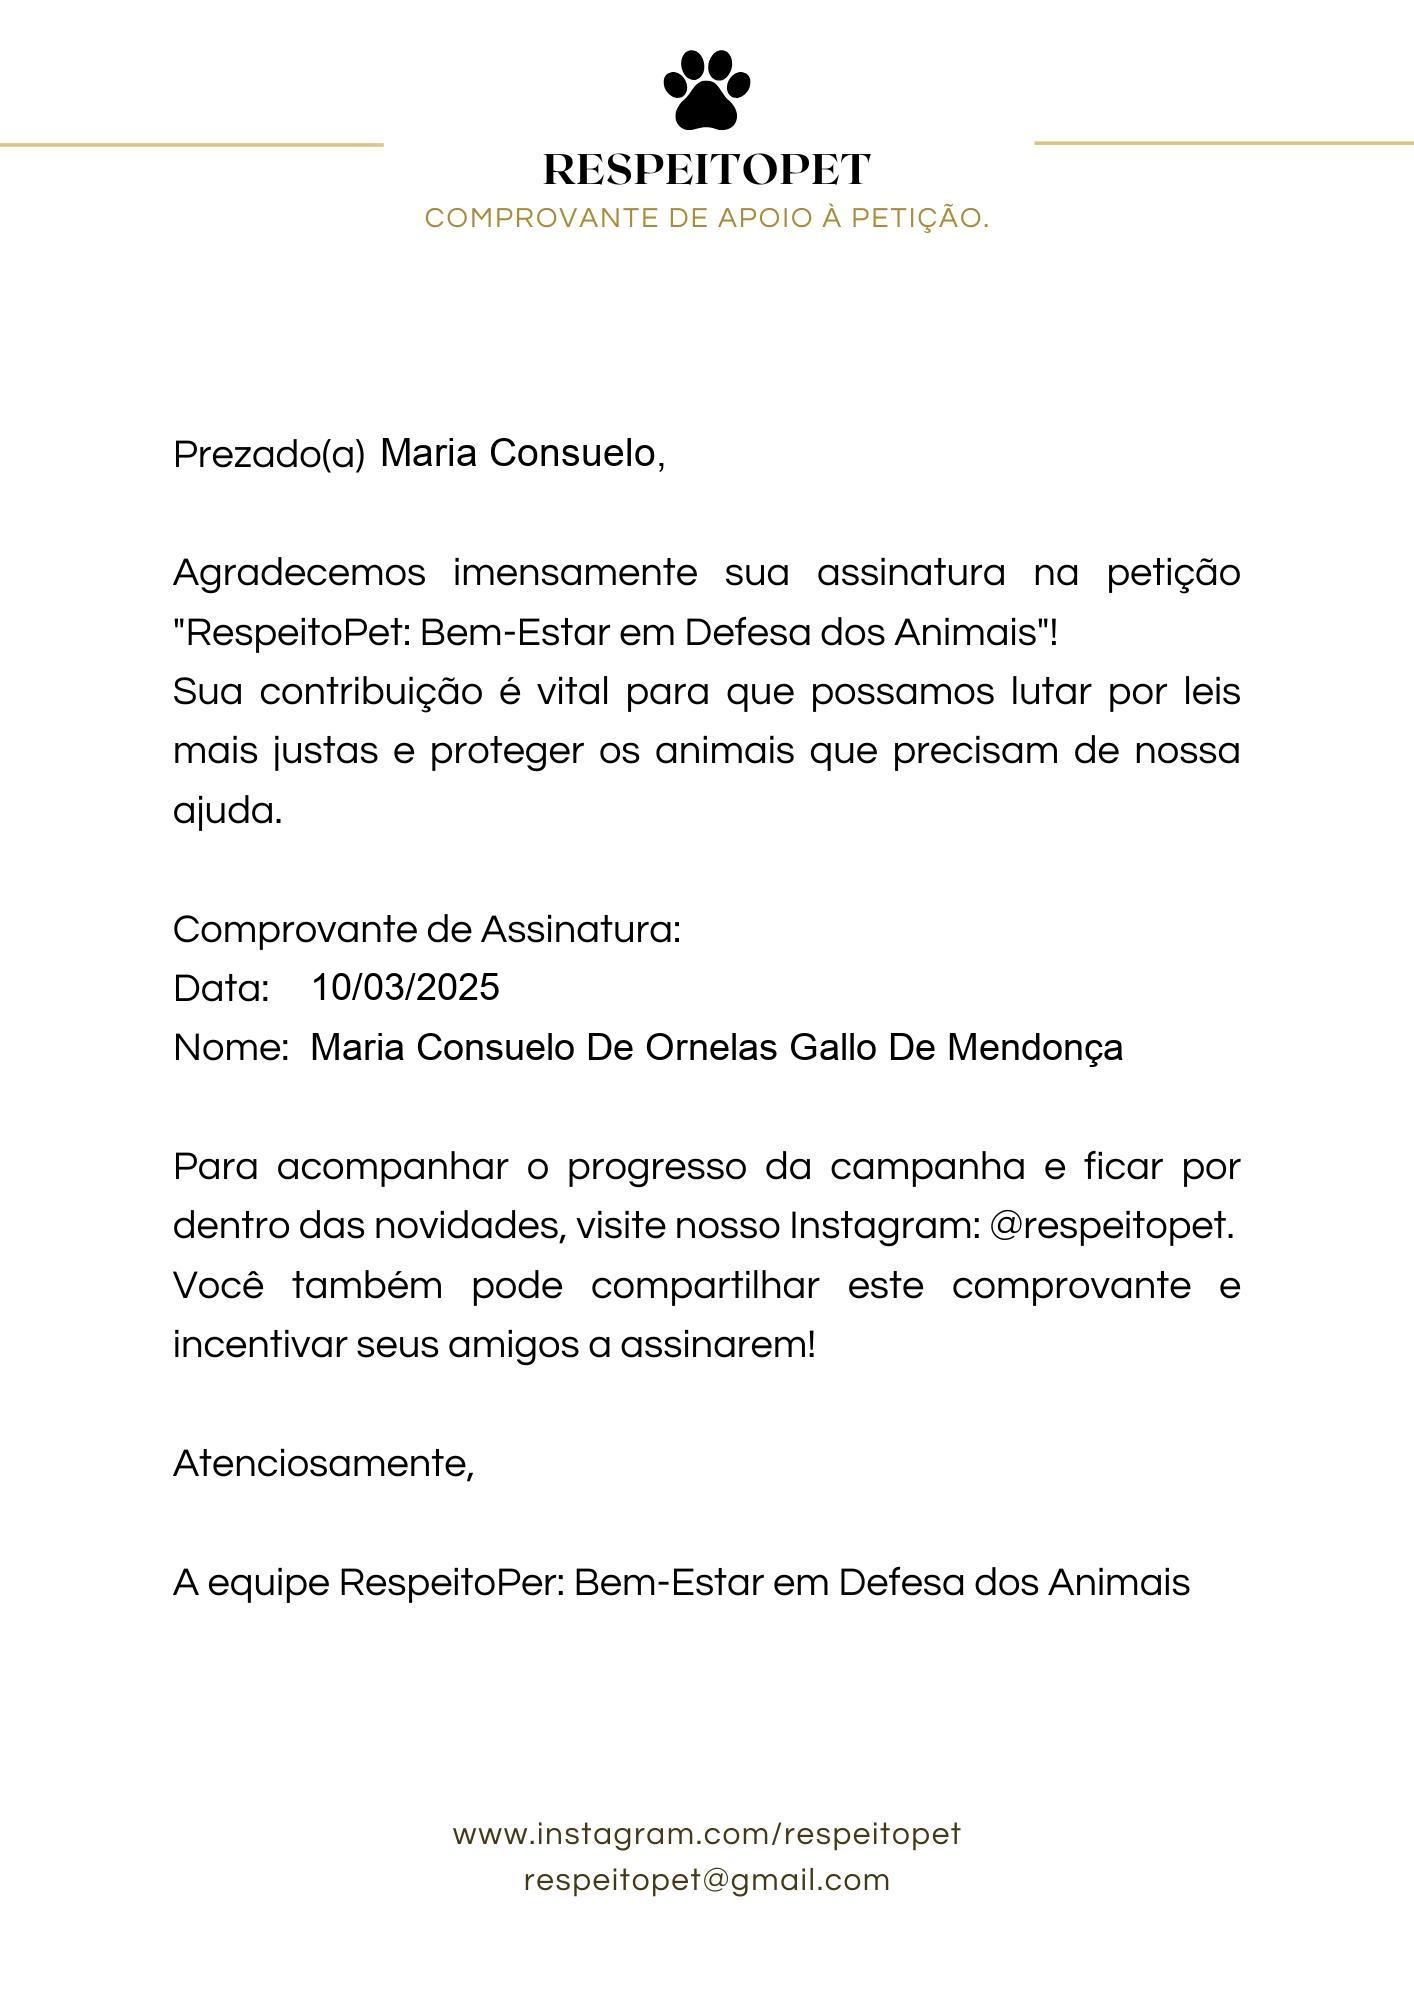 RESPEITOPET
COMPROVANTE DE APOIO À PETIÇÃO.
Prezado(a) Maria Consuelo,
Agradecemos imensamente sua assinatura na petição
"RespeitoPet: Bem-Estar em Defesa dos Animais"!
Sua contribuição é vital para que possamos lutar por leis
mais justas e proteger os animais que precisam de nossa
ajuda.
Comprovante de Assinatura:
Data: 10/03/2025
Nome: Maria Consuelo De Ornelas Gallo De Mendonça
Para acompanhar o progresso da campanha e ficar por
dentro das novidades, visite nosso Instagram: @respeitopet.
Você também pode compartilhar este comprovante e
incentivar seus amigos a assinarem!
Atenciosamente,
A equipe RespeitoPer: Bem-Estar em Defesa dos Animais
www.instagram.com/respeitopet
respeitopet@gmail.com